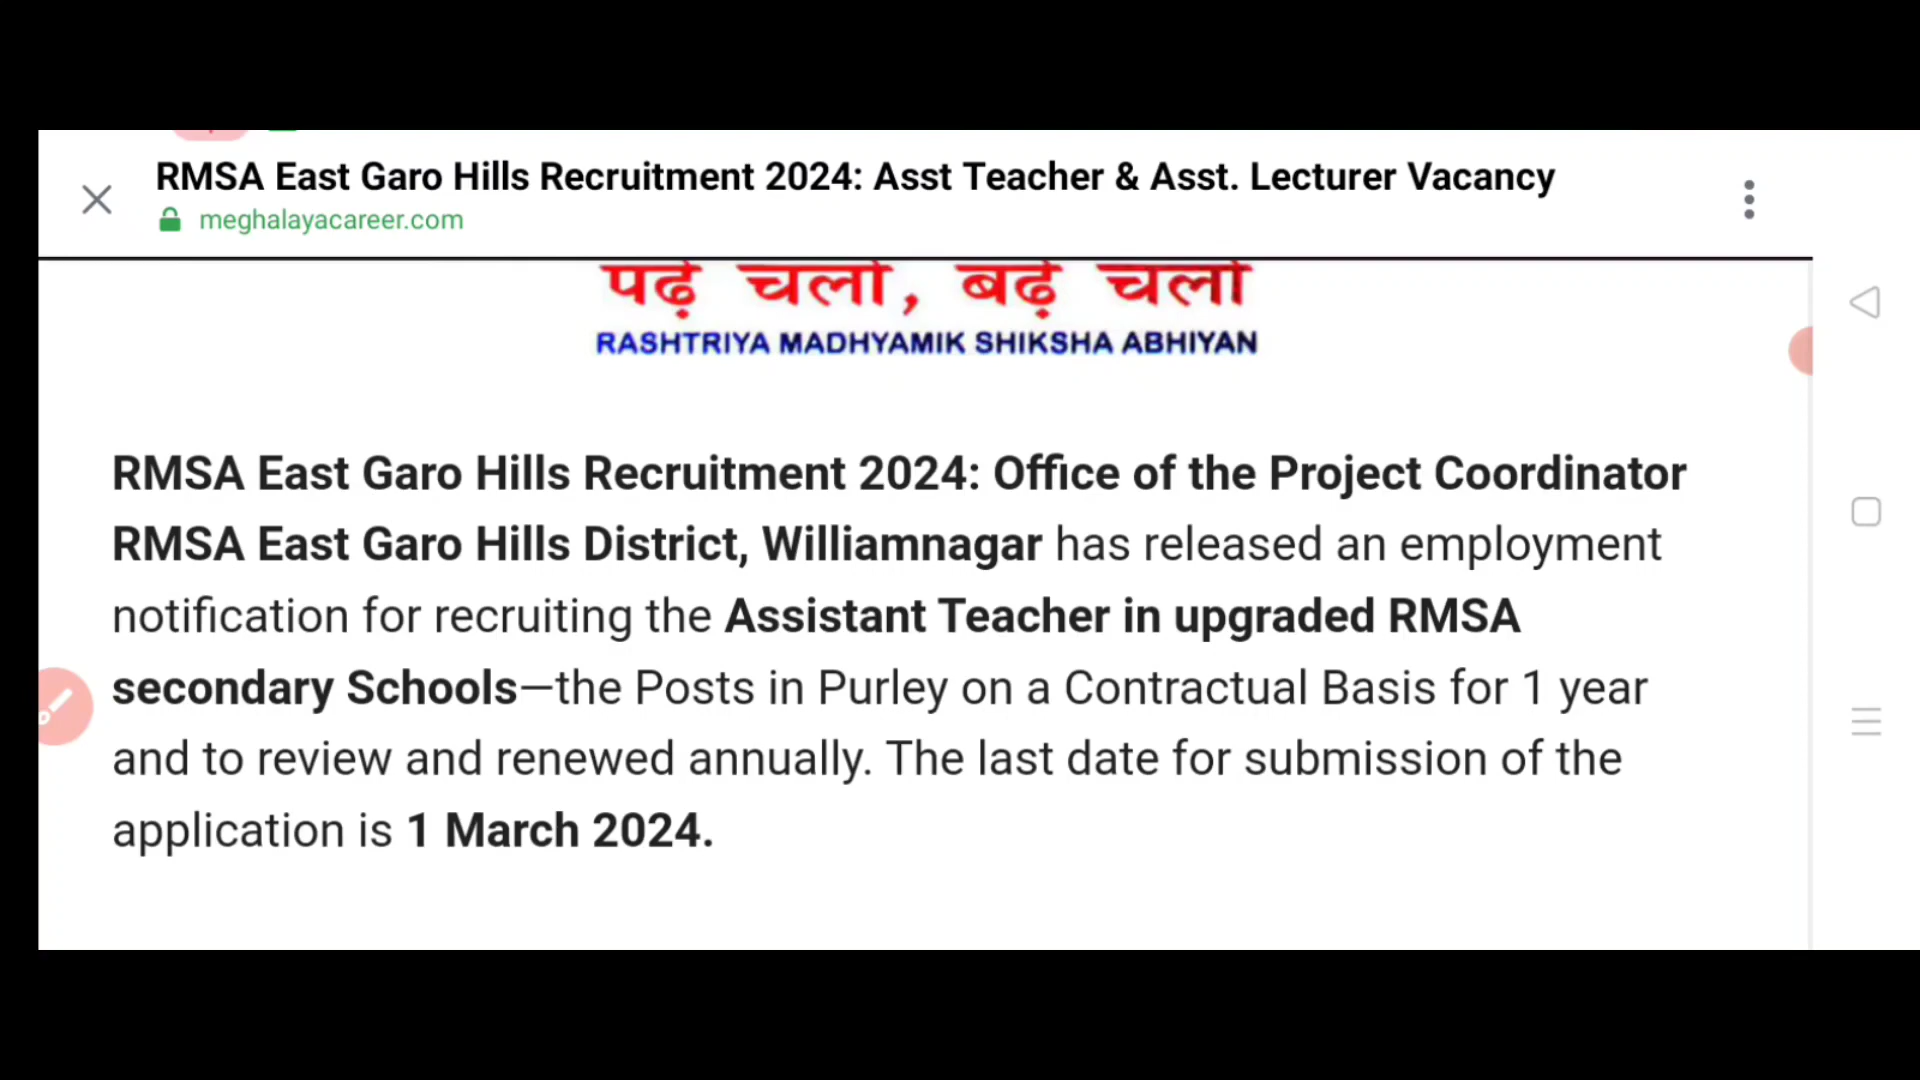 RMSA East Garo Hills Recruitment 2024: Asst Teacher & Asst. Lecturer Vacancy
meghalayacareer.com
पढ़े चलो, बढ़े चलो
RASHTRIYA MADHYAMIK SHIKSHA ABHIYAN
RMSA East Garo Hills Recruitment 2024: Office of the Project Coordinator
RMSA East Garo Hills District, Williamnagar has released an employment
notification for recruiting the Assistant Teacher in upgraded RMSA
secondary Schools—the Posts in Purley on a Contractual Basis for 1 year
and to review and renewed annually. The last date for submission of the
application is 1 March 2024.